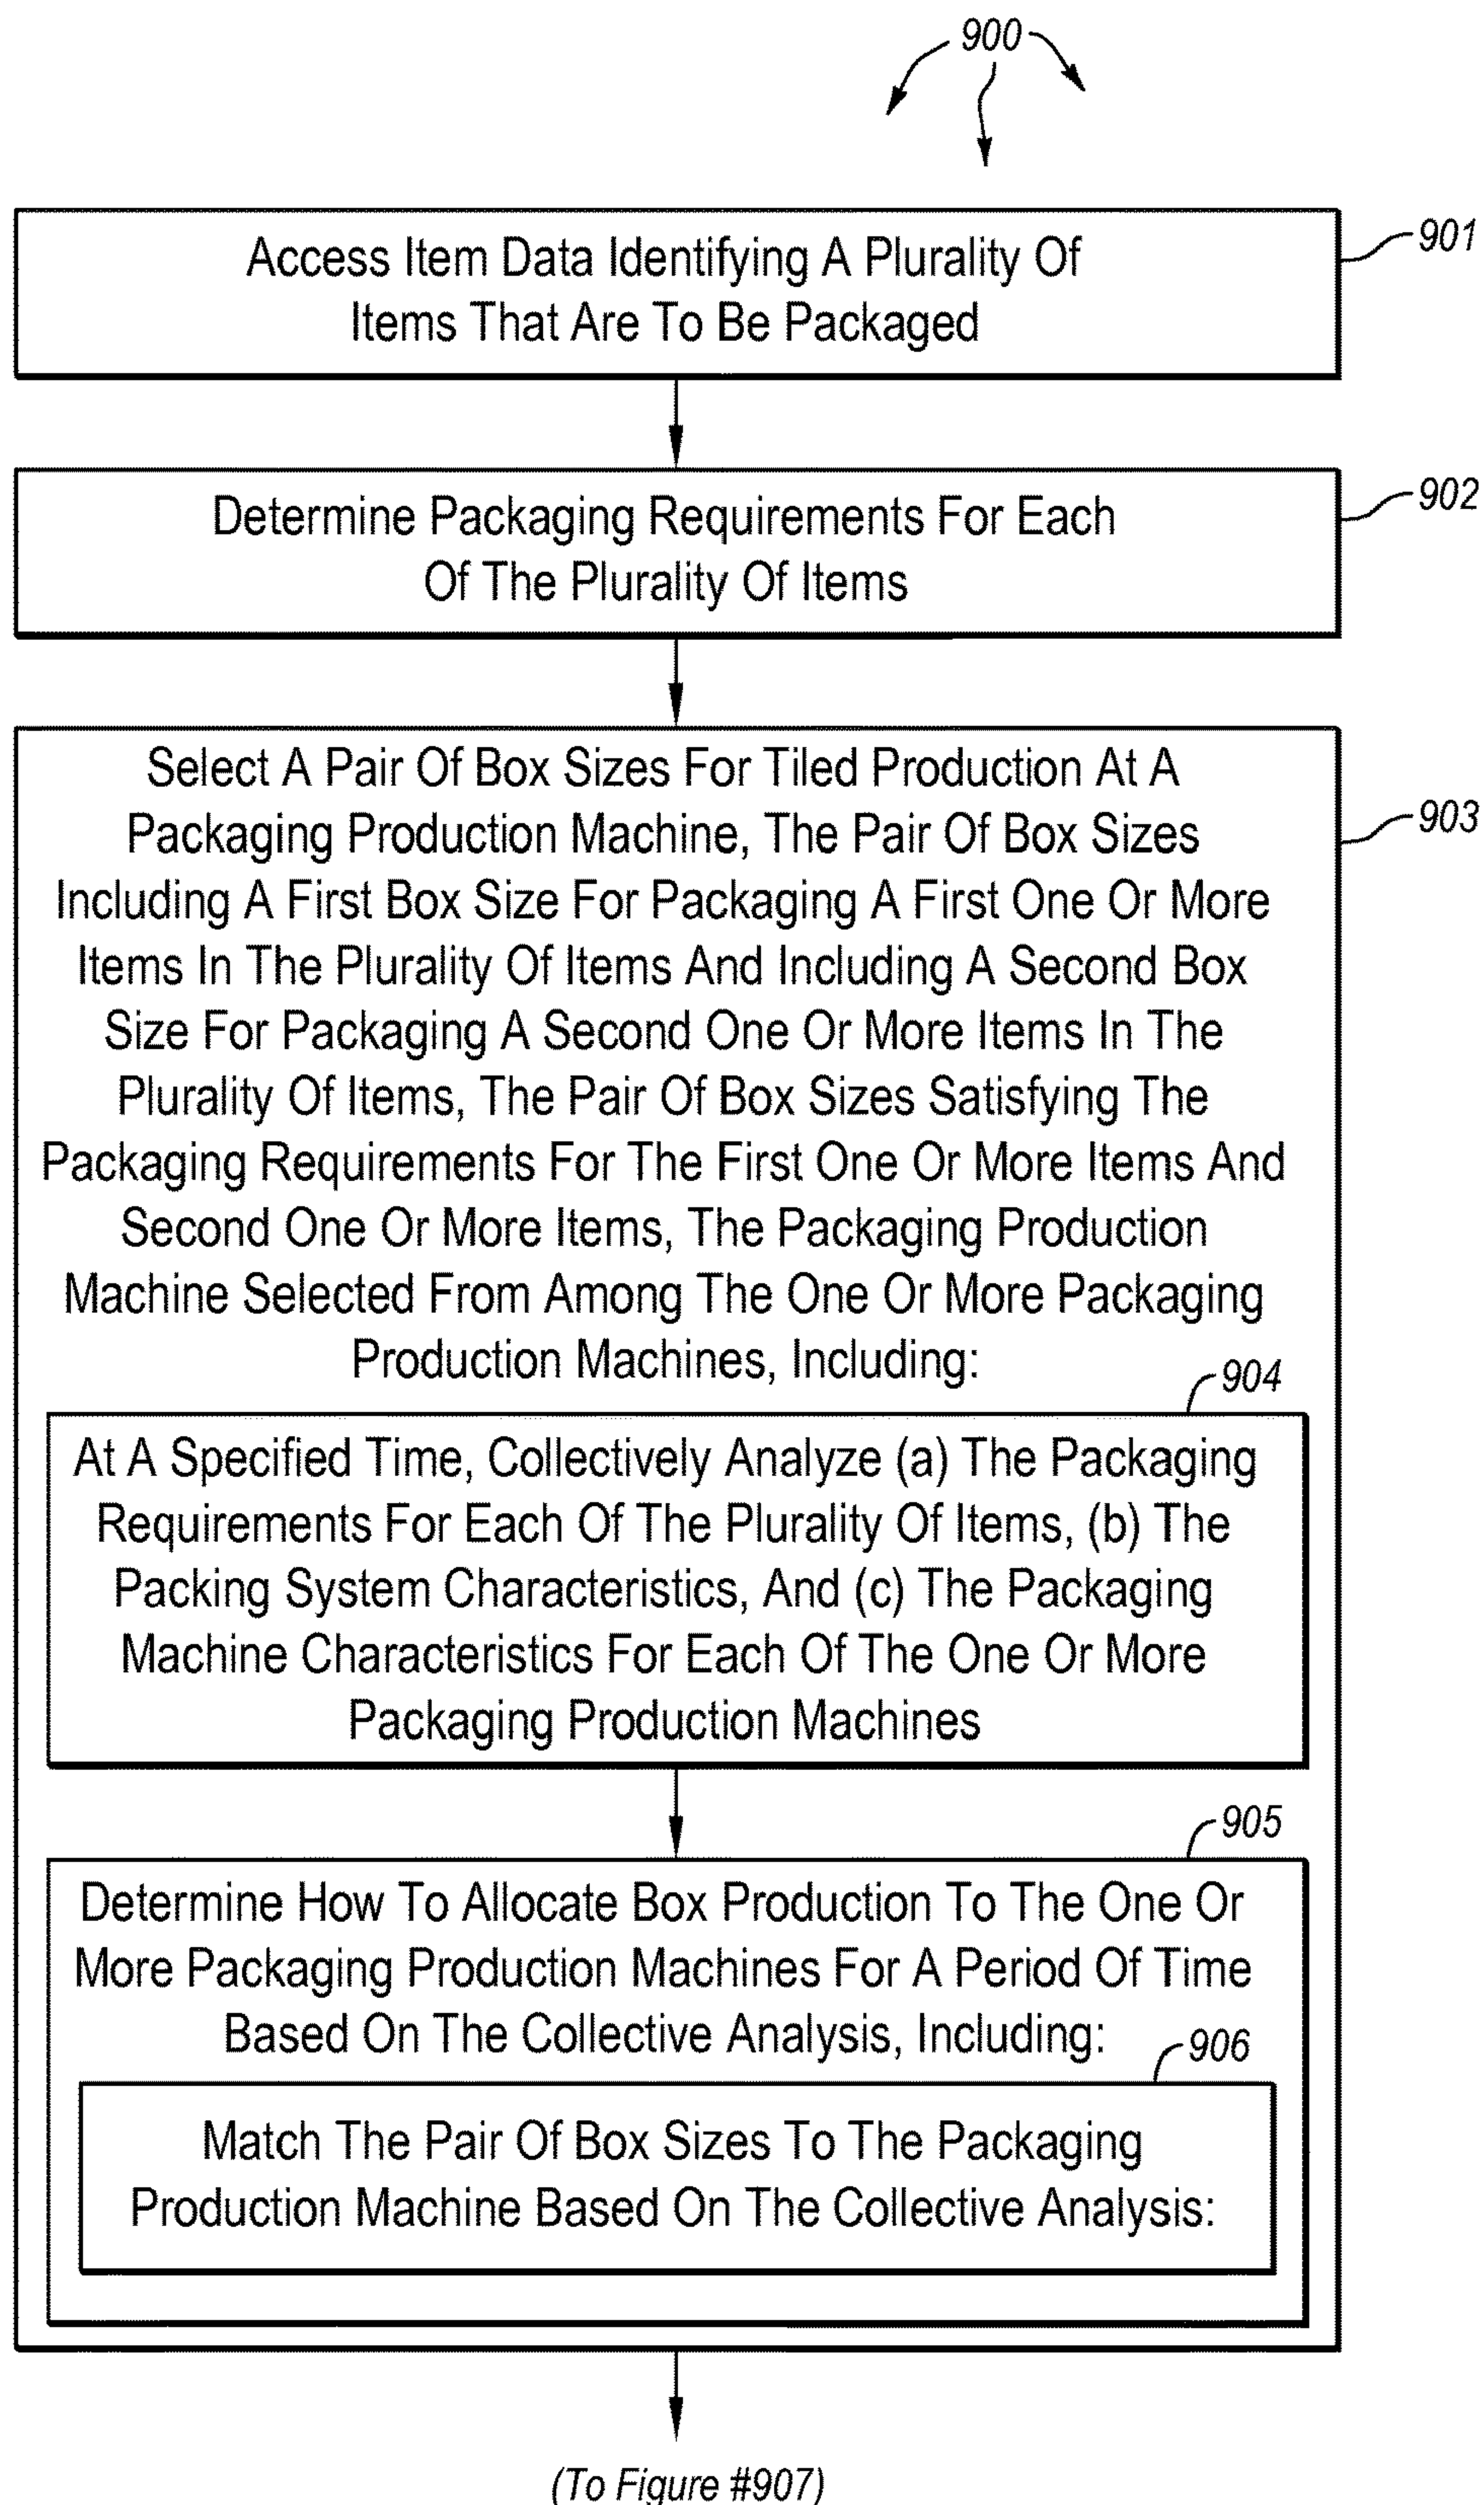 900
901
Access Item Data Identifying A Plurality Of
Items That Are To Be Packaged
902
Determine Packaging Requirements For Each
Of The Plurality Of Items
903
Select A Pair Of Box Sizes For Tiled Production At A
Packaging Production Machine, The Pair Of Box Sizes
Including A First Box Size For Packaging A First One Or More
Items In The Plurality Of Items And Including A Second Box
Size For Packaging A Second One Or More Items In The
Plurality Of Items, The Pair Of Box Sizes Satisfying The
Packaging Requirements For The First One Or More Items And
Second One Or More Items, The Packaging Production
Machine Selected From Among The One Or More Packaging
Production Machines, Including:
904
At A Specified Time, Collectively Analyze (a) The Packaging
Requirements For Each Of The Plurality Of Items, (b) The
Packing System Characteristics, And (c) The Packaging
Machine Characteristics For Each Of The One Or More
Packaging Production Machines
905
Determine How To Allocate Box Production To The One Or
More Packaging Production Machines For A Period Of Time
Based On The Collective Analysis, Including:
906
Match The Pair Of Box Sizes To The Packaging
Production Machine Based On The Collective Analysis:
(To Figure #907)